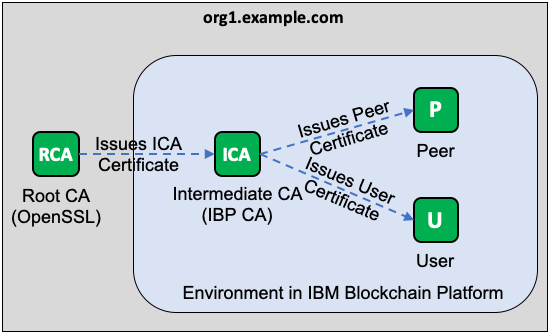 org1.example.com
RCA
Root CA
(OpenSSL)
Issues ICA
Certificate
ICA
Intermediate CA
(IBP CA)
Issues Peer
Certificate
P
Peer
Issues User
Certificate
U
User
Environment in IBM Blockchain Platform